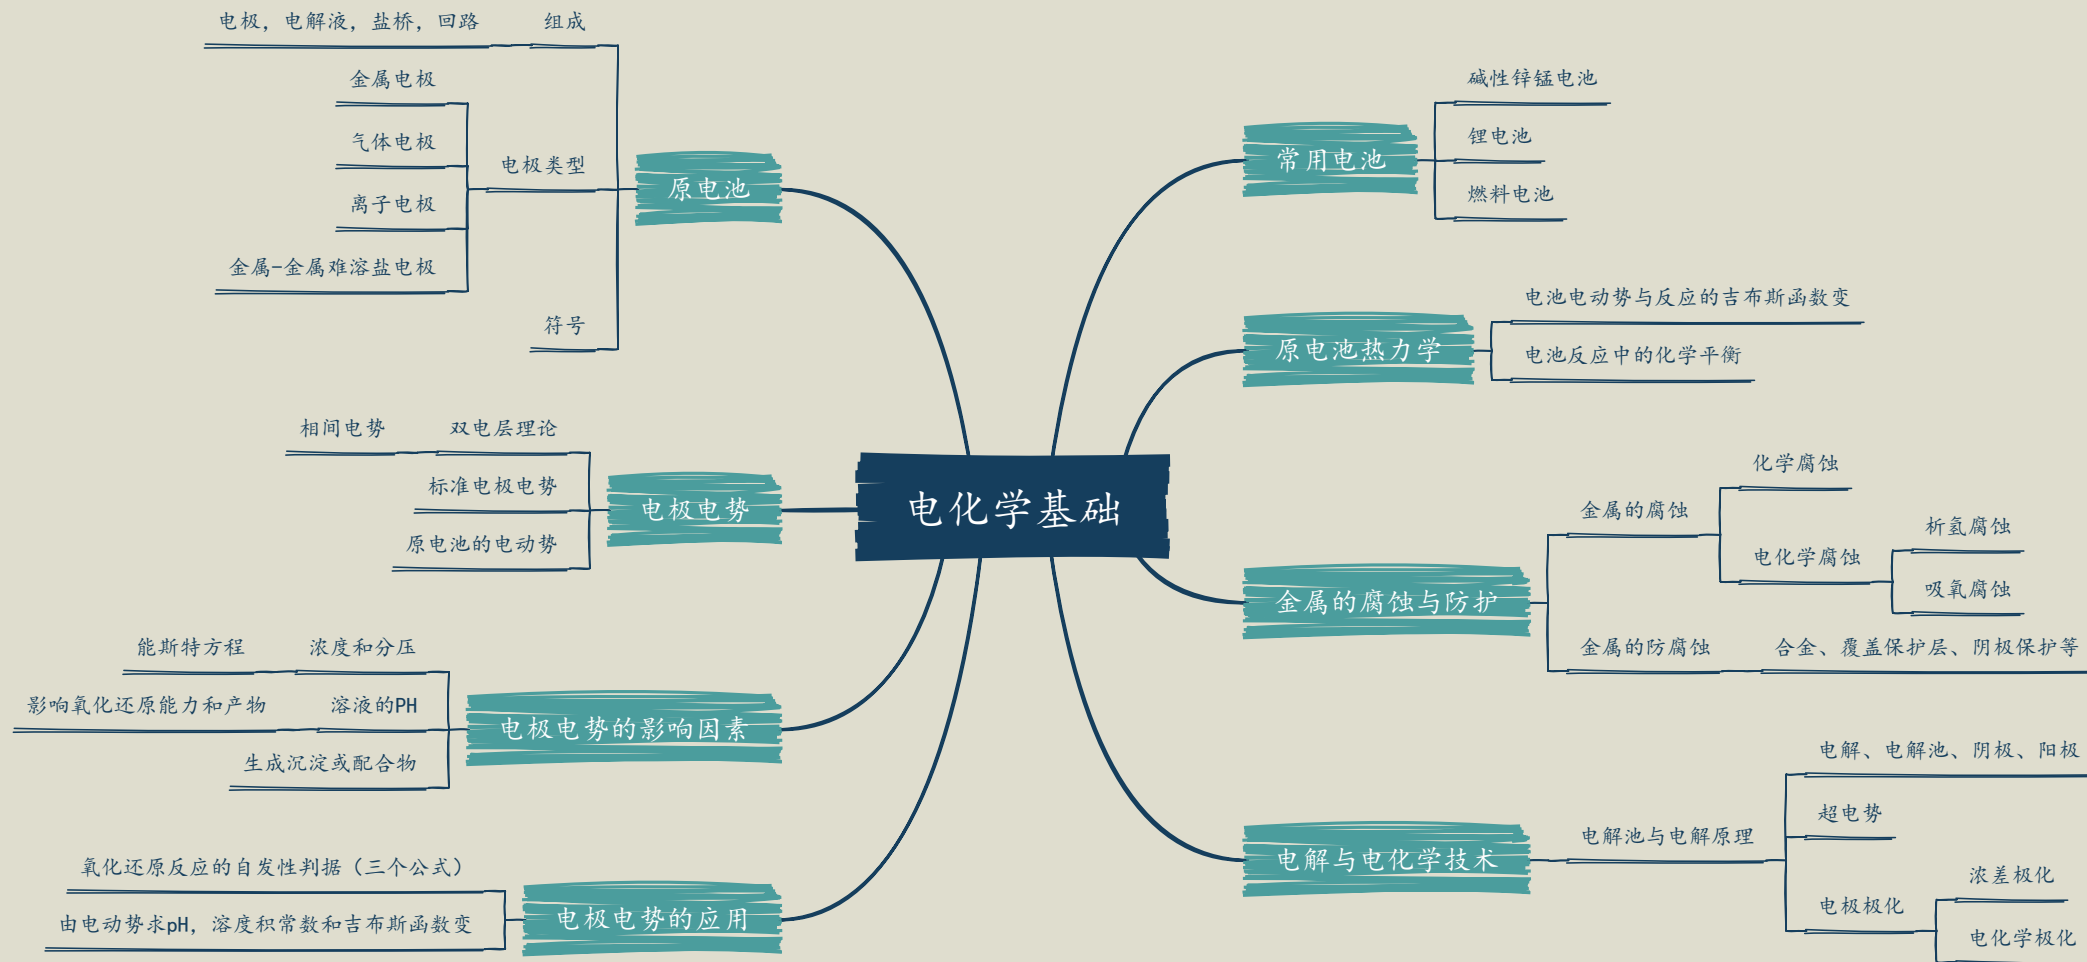 电化学基础
原电池
组成
电极，电解液，盐桥，回路
电极类型
金属电极
气体电极
离子电极
金属-金属难溶盐电极
符号
电极电势
双电层理论
相间电势
标准电极电势
原电池的电动势
电极电势的影响因素
浓度和分压
能斯特方程
溶液的PH
影响氧化还原能力和产物
生成沉淀或配合物
电极电势的应用
氧化还原反应的自发性判据（三个公式）
由电动势求pH，溶度积常数和吉布斯函数变
常用电池
碱性锌锰电池
锂电池
燃料电池
原电池热力学
电池电动势与反应的吉布斯函数变
电池反应中的化学平衡
金属的腐蚀与防护
金属的腐蚀
化学腐蚀
电化学腐蚀
析氢腐蚀
吸氧腐蚀
金属的防腐蚀
合金、覆盖保护层、阴极保护等
电解与电化学技术
电解池与电解原理
电解、电解池、阴极、阳极
超电势
电极极化
浓差极化
电化学极化